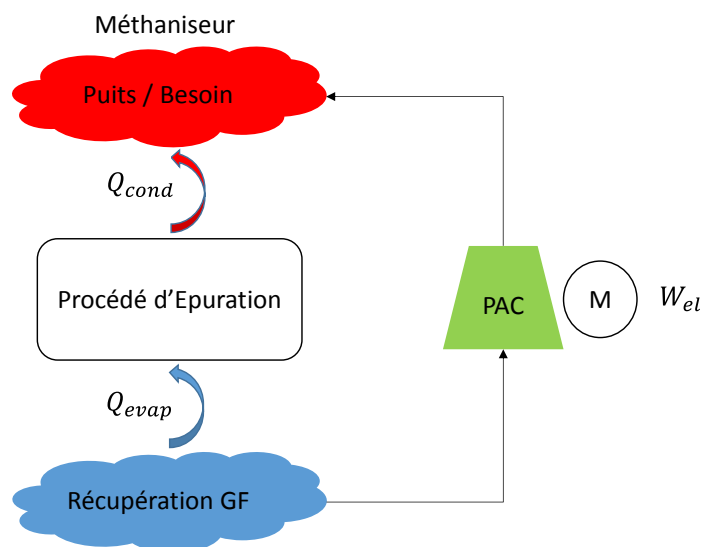 Méthaniseur
Puits / Besoin
Q_cond
Procédé d’Epuration
PAC
M
W_el
Q_evap
Récupération GF